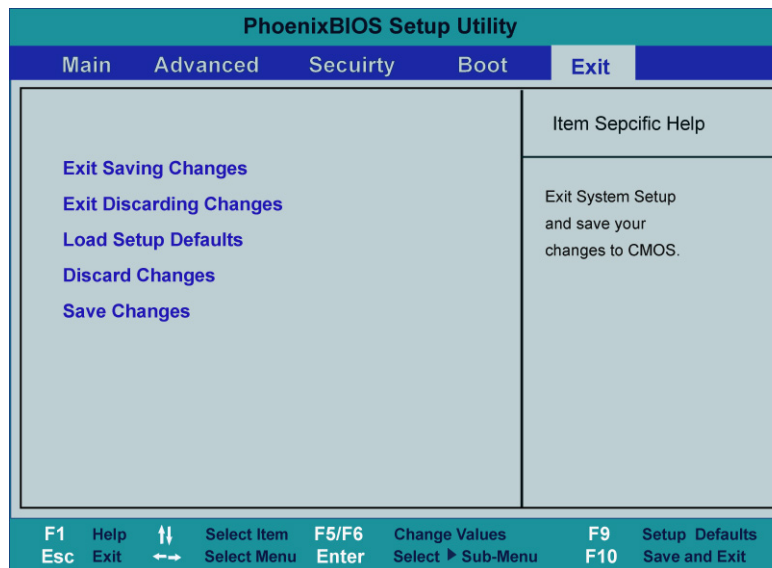 PhoenixBIOS Setup Utility
Main Advanced Secuirty Boot Exit
Exit Saving Changes
Exit Discarding Changes
Load Setup Defaults
Discard Changes
Save Changes
Item Sepcific Help
Exit System Setup
and save your
changes to CMOS.
F1 Help ↑↓ Select Item F5/F6 Change Values F9 Setup Defaults
Esc Exit ←→ Select Menu Enter Select ▶ Sub-Menu F10 Save and Exit